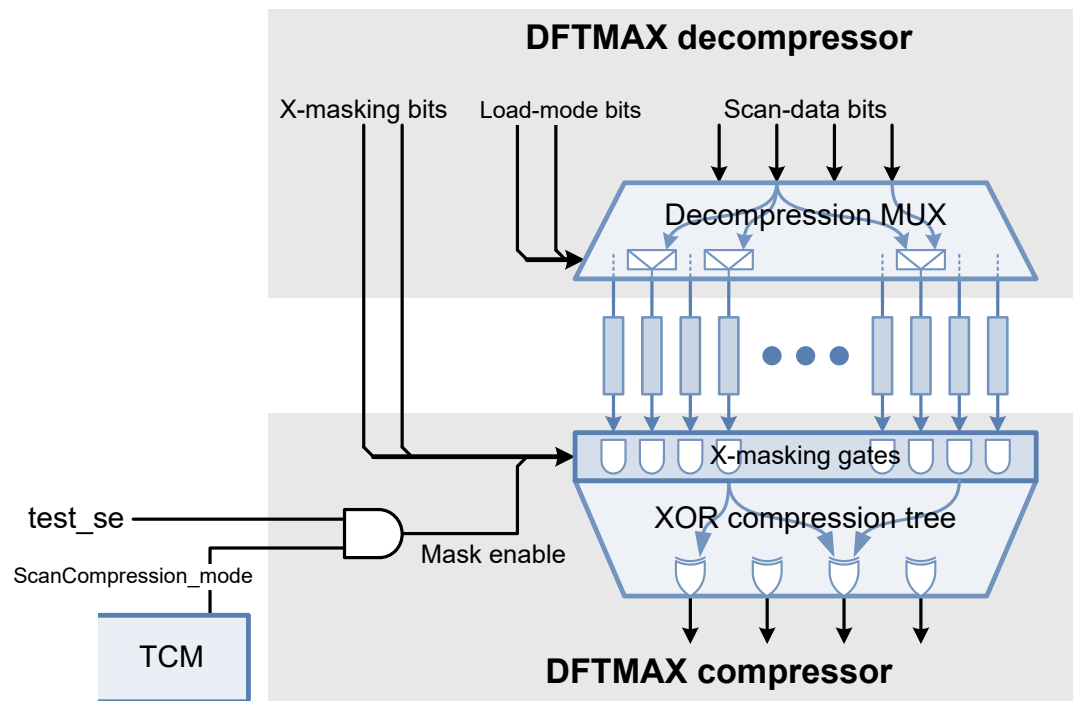 DFTMAX decompressor
X-masking bits
Load-mode bits
Scan-data bits
Decompression MUX
X-masking gates
test_se
XOR compression tree
Mask enable
ScanCompression_mode
TCM
DFTMAX compressor